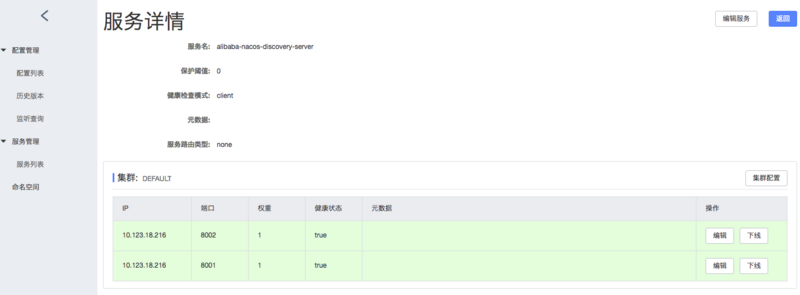 服务详情
编辑服务
返回
配置管理
配置列表
历史版本
监听查询
服务管理
服务列表
命名空间
服务名: alibaba-nacos-discovery-server
保护阈值: 0
健康检查模式: client
元数据:
服务路由类型: none
集群: DEFAULT
集群配置
IP 端口 权重 健康状态 元数据 操作
10.123.18.216 8002 1 true 编辑 下线
10.123.18.216 8001 1 true 编辑 下线